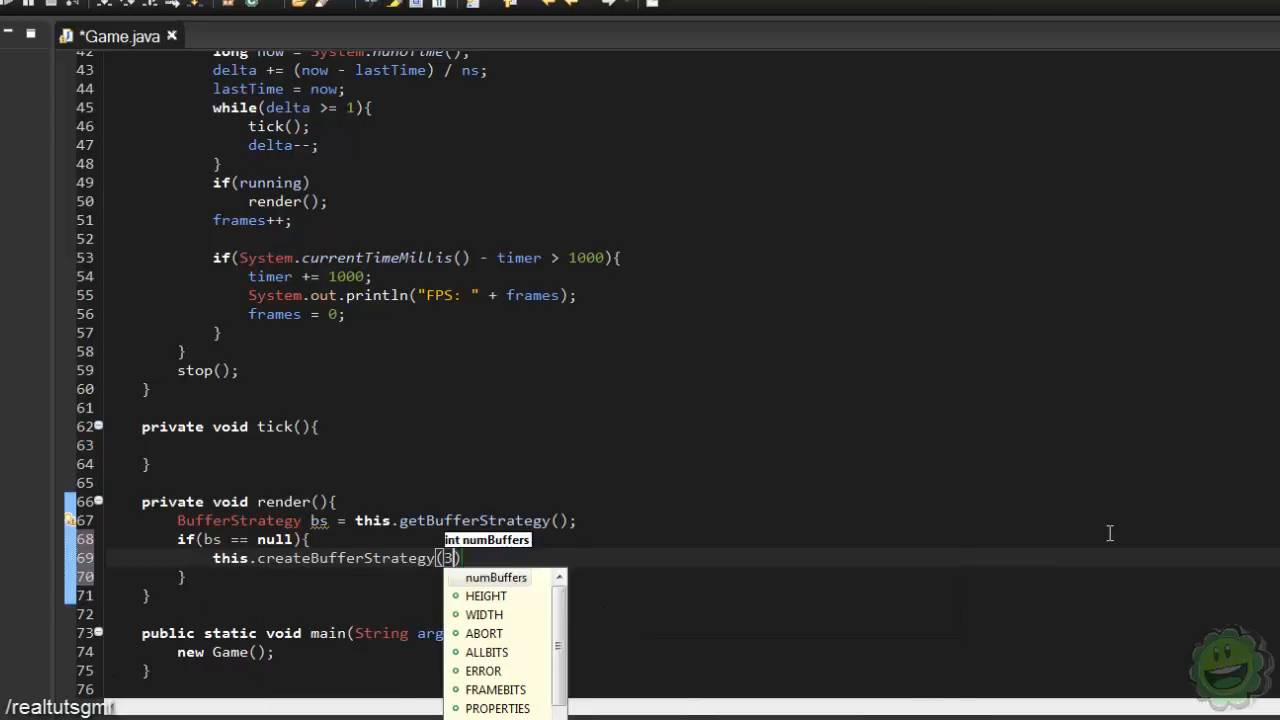 *Game.java
42 long now = System.nanoTime();
43 delta += (now - lastTime) / ns;
44 lastTime = now;
45 while(delta >= 1){
46 tick();
47 delta--;
48 }
49 if(running)
50 render();
51 frames++;
52
53 if(System.currentTimeMillis() - timer > 1000){
54 timer += 1000;
55 System.out.println("FPS: " + frames);
56 frames = 0;
57 }
58 }
59 stop();
60 }
61
62 private void tick(){
63
64 }
65
66 private void render(){
67 BufferStrategy bs = this.getBufferStrategy();
68 if(bs == null){
int numBuffers
69 this.createBufferStrategy(3)
70 }
numBuffers
71 }
HEIGHT
72
WIDTH
73 public static void main(String arg
ABORT
74 new Game();
ALLBITS
75 }
ERROR
76
FRAMEBITS
PROPERTIES
/realtutsgm